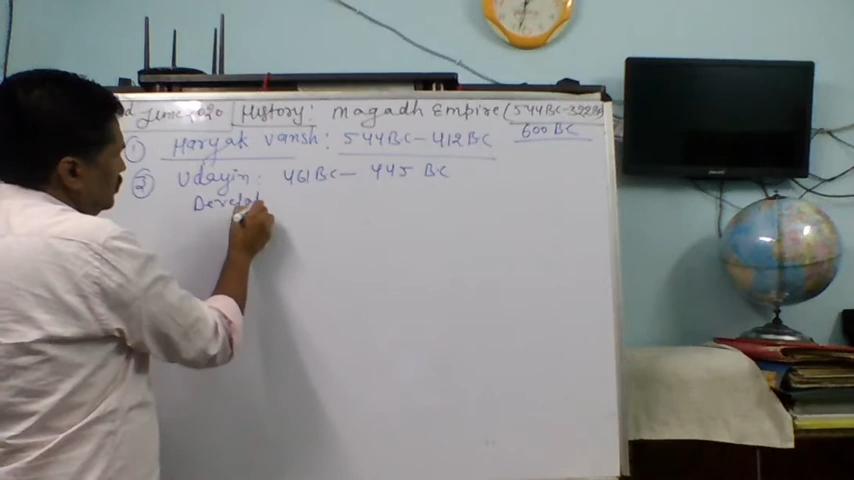 June 2020 History: Magadh Empire (544BC-322BC)
600 BC
① Haryak Vansh: 544BC-412BC
② Udayin: 461BC- 445 BC